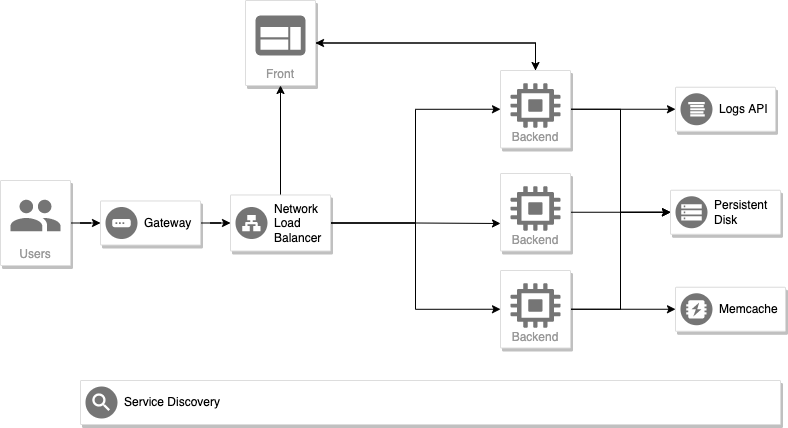 Front
Backend
Logs API
Users
Gateway
Network
Load
Balancer
Backend
Persistent
Disk
Backend
Memcache
Service Discovery